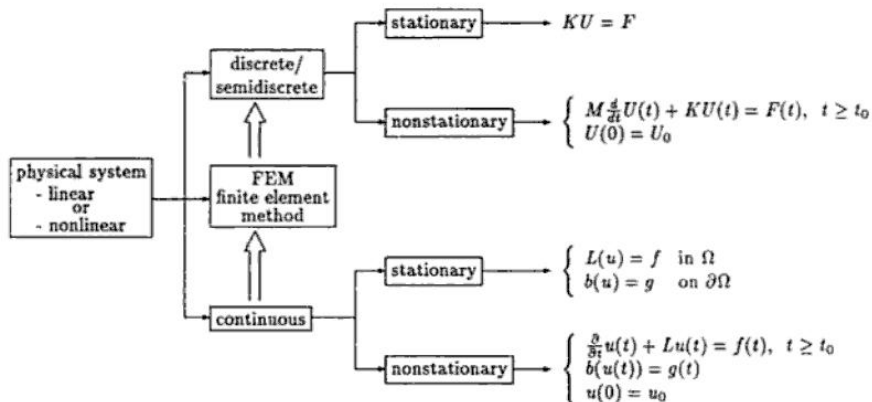 stationary
KU = F
discrete/
semidiscrete
nonstationary
{ M d/dt U(t) + KU(t) = F(t), t ≥ t₀
U(0) = U₀
physical system
- linear
or
- nonlinear
FEM
finite element
method
stationary
{ L(u) = f in Ω
b(u) = g on ∂Ω
continuous
nonstationary
{ ∂/∂t u(t) + Lu(t) = f(t), t ≥ t₀
b(u(t)) = g(t)
u(0) = u₀